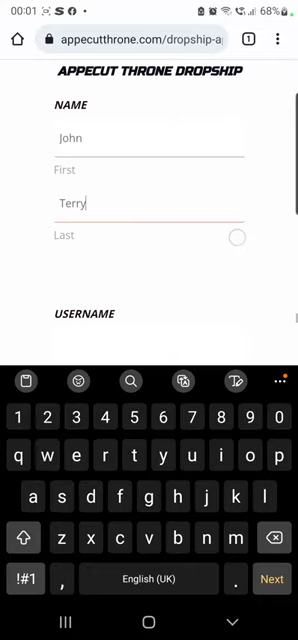 00:01 68%
appecutthrone.com/dropship-a 1
APPECUT THRONE DROPSHIP
NAME
John
First
Terry
Last
USERNAME
1 2 3 4 5 6 7 8 9 0
q w e r t y u i o p
a s d f g h j k l
z x c v b n m
!#1 , English (UK) . Next